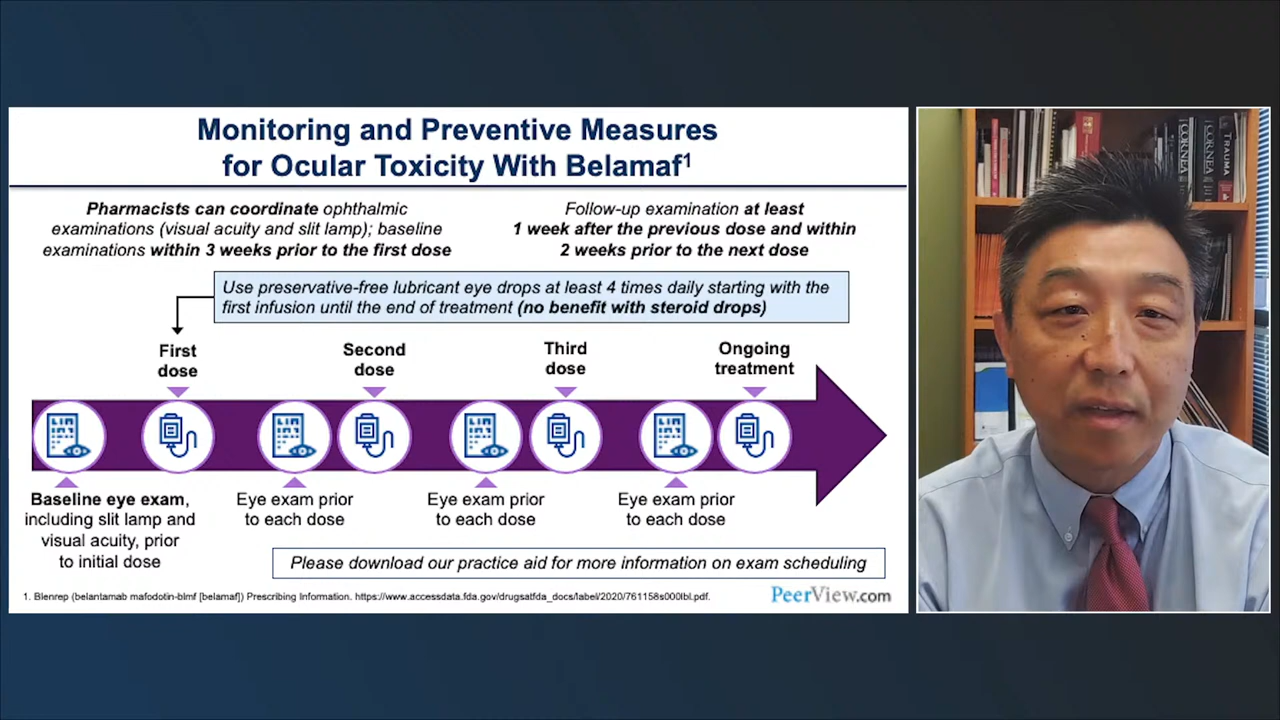 Monitoring and Preventive Measures
for Ocular Toxicity With Belamaf1
Pharmacists can coordinate ophthalmic
examinations (visual acuity and slit lamp); baseline
examinations within 3 weeks prior to the first dose
Follow-up examination at least
1 week after the previous dose and within
2 weeks prior to the next dose
Use preservative-free lubricant eye drops at least 4 times daily starting with the
first infusion until the end of treatment (no benefit with steroid drops)
First
dose
Second
dose
Third
dose
Ongoing
treatment
Baseline eye exam,
including slit lamp and
visual acuity, prior
to initial dose
Eye exam prior
to each dose
Eye exam prior
to each dose
Eye exam prior
to each dose
Please download our practice aid for more information on exam scheduling
1. Blenrep (belantamab mafodotin-blmf [belamaf]) Prescribing Information. https://www.accessdata.fda.gov/drugsatfda_docs/label/2020/761158s000lbl.pdf.
PeerView.com
CORNEA
CORNEA
TRAUMA